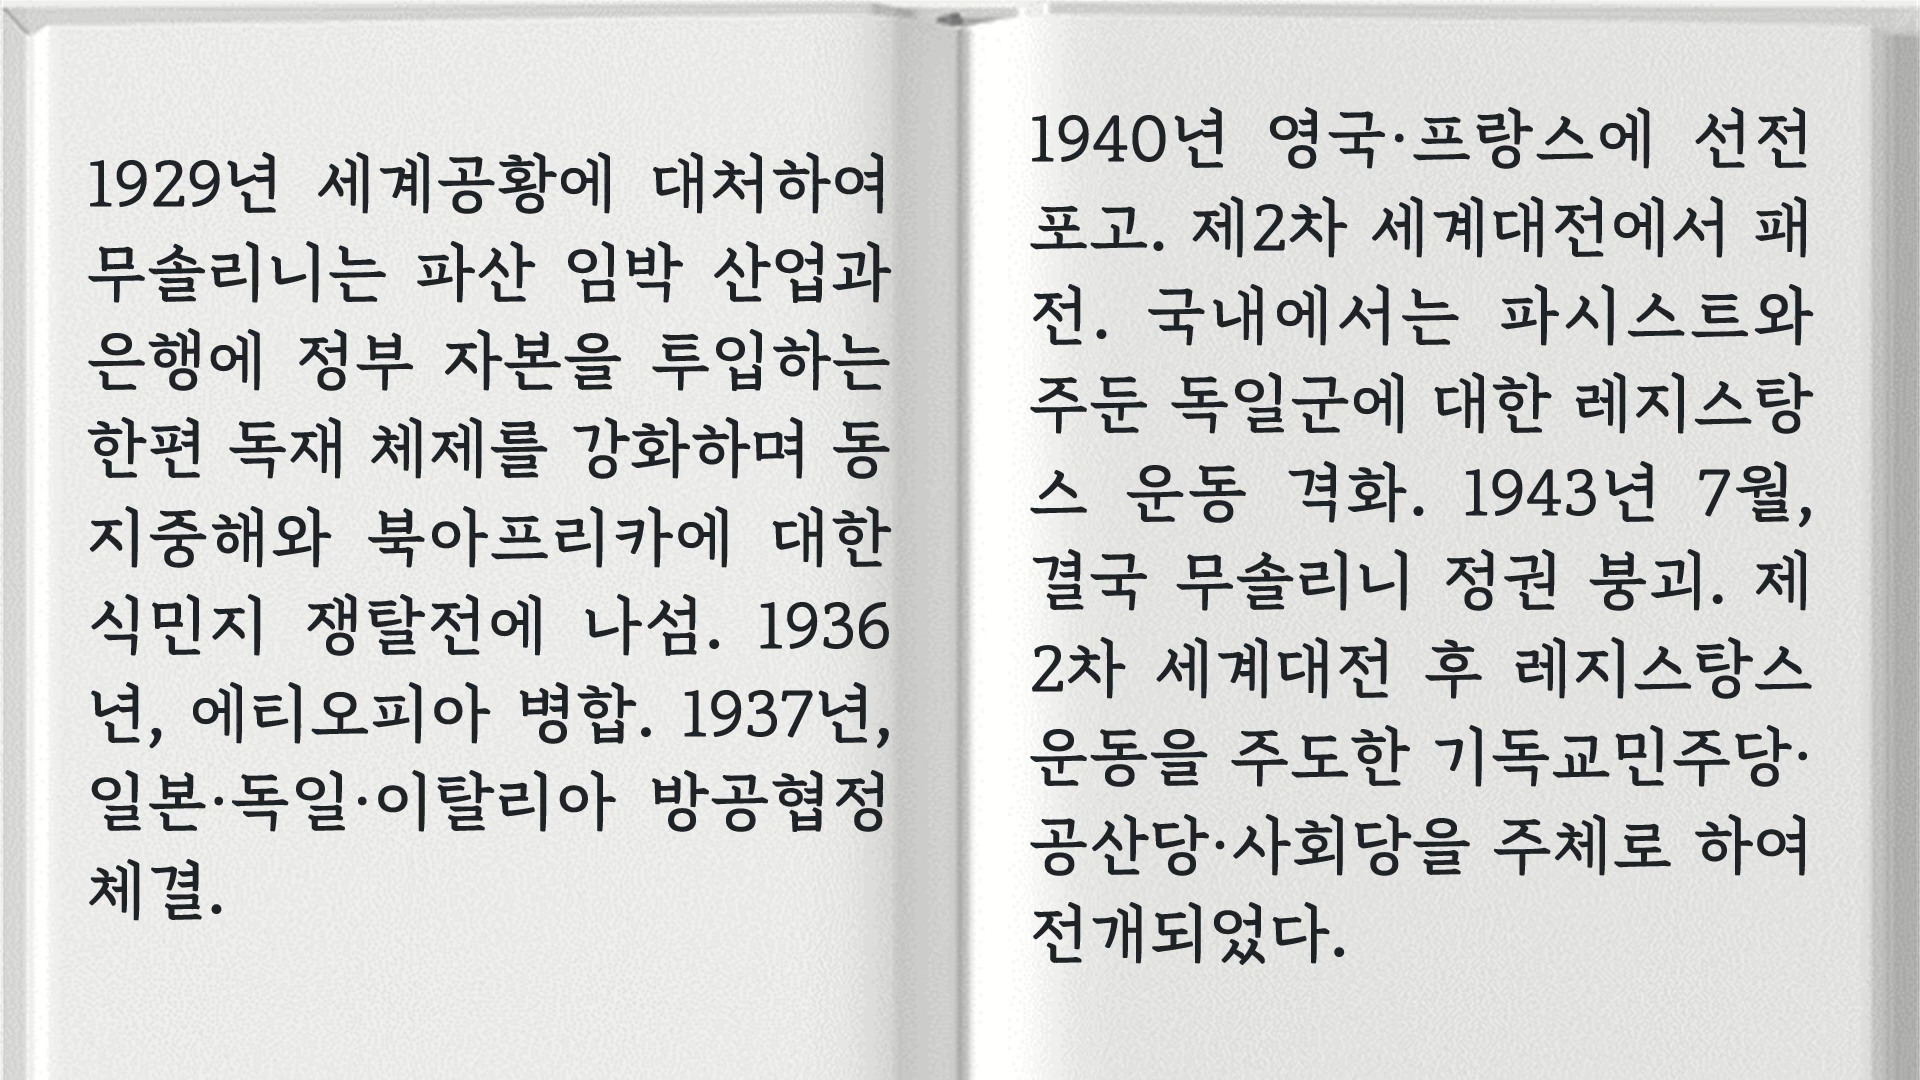 1929년 세계공황에 대처하여
무솔리니는 파산 임박 산업과
은행에 정부 자본을 투입하는
한편 독재 체제를 강화하며 동
지중해와 북아프리카에 대한
식민지 쟁탈전에 나섬. 1936
년, 에티오피아 병합. 1937년,
일본·독일·이탈리아 방공협정
체결.
1940년 영국·프랑스에 선전
포고. 제2차 세계대전에서 패
전. 국내에서는 파시스트와
주둔 독일군에 대한 레지스탕
스 운동 격화. 1943년 7월,
결국 무솔리니 정권 붕괴. 제
2차 세계대전 후 레지스탕스
운동을 주도한 기독교민주당·
공산당·사회당을 주체로 하여
전개되었다.